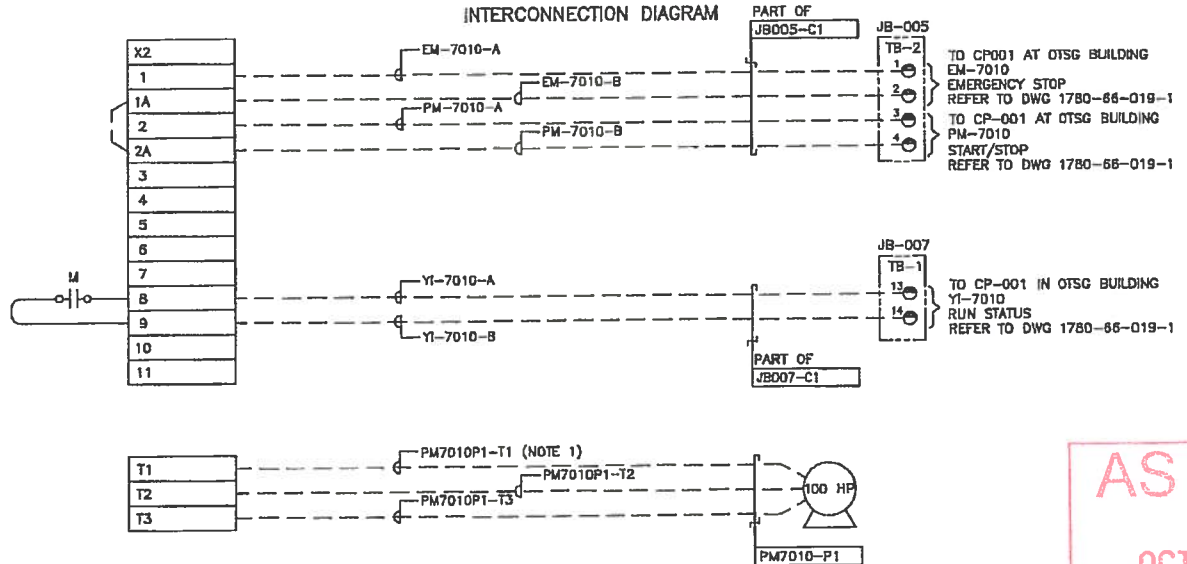 INTERCONNECTION DIAGRAM
PART OF
JB005-C1
JB-005
TB-2
X2
1
1A
2
2A
3
4
5
6
7
8
9
10
11
EM-7010-A
EM-7010-B
PM-7010-A
PM-7010-B
1
2
3
4
TO CP001 AT OTSG BUILDING
EM-7010
EMERGENCY STOP
REFER TO DWG 1780-66-019-1
TO CP-001 AT OTSG BUILDING
PM-7010
START/STOP
REFER TO DWG 1780-66-019-1
M
YI-7010-A
YI-7010-B
JB-007
TB-1
13
14
TO CP-001 IN OTSG BUILDING
YI-7010
RUN STATUS
REFER TO DWG 1780-66-019-1
PART OF
JB007-C1
T1
T2
T3
PM7010P1-T1 (NOTE 1)
PM7010P1-T2
PM7010P1-T3
100 HP
PM7010-P1
AS